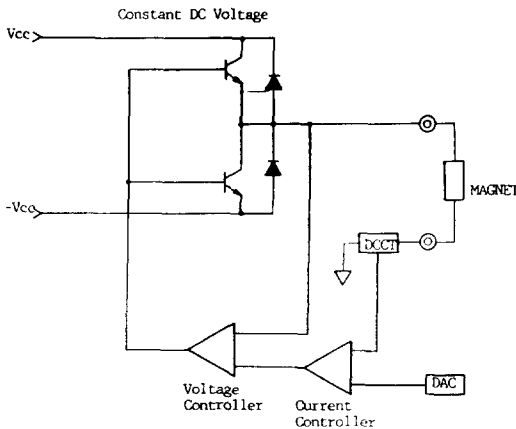 Constant DC Voltage
Vcc
-Vcc
MAGNET
DCCT
DAC
Voltage
Controller
Current
Controller